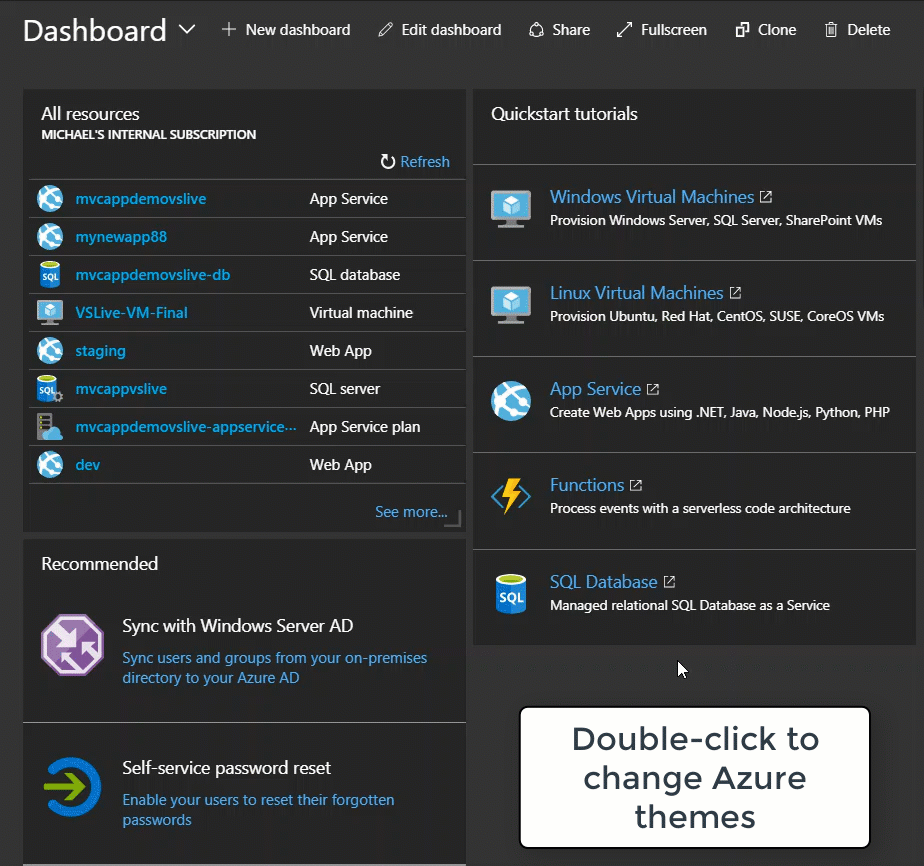 Dashboard
New dashboard
Edit dashboard
Share
Fullscreen
Clone
Delete
All resources
MICHAEL'S INTERNAL SUBSCRIPTION
Refresh
mvcappdemovslive App Service
mynewapp88 App Service
SQL mvcappdemovslive-db SQL database
VSLive-VM-Final Virtual machine
staging Web App
SQL mvcappvslive SQL server
mvcappdemovslive-appservice··· App Service plan
dev Web App
See more...
Recommended
Sync with Windows Server AD
Sync users and groups from your on-premises
directory to your Azure AD
Self-service password reset
Enable your users to reset their forgotten
passwords
Quickstart tutorials
Windows Virtual Machines
Provision Windows Server, SQL Server, SharePoint VMs
Linux Virtual Machines
Provision Ubuntu, Red Hat, CentOS, SUSE, CoreOS VMs
App Service
Create Web Apps using .NET, Java, Node.js, Python, PHP
Functions
Process events with a serverless code architecture
SQL
SQL Database
Managed relational SQL Database as a Service
Double-click to
change Azure
themes